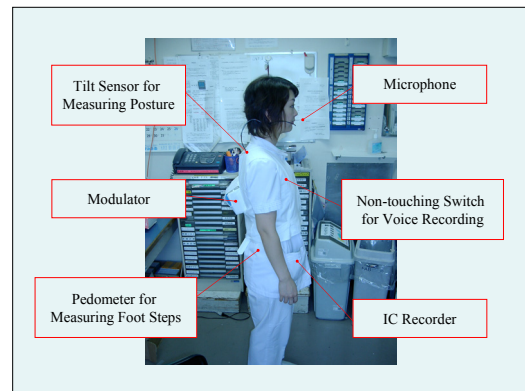 Tilt Sensor for
Measuring Posture
Microphone
Modulator
Non-touching Switch
for Voice Recording
Pedometer for
Measuring Foot Steps
IC Recorder